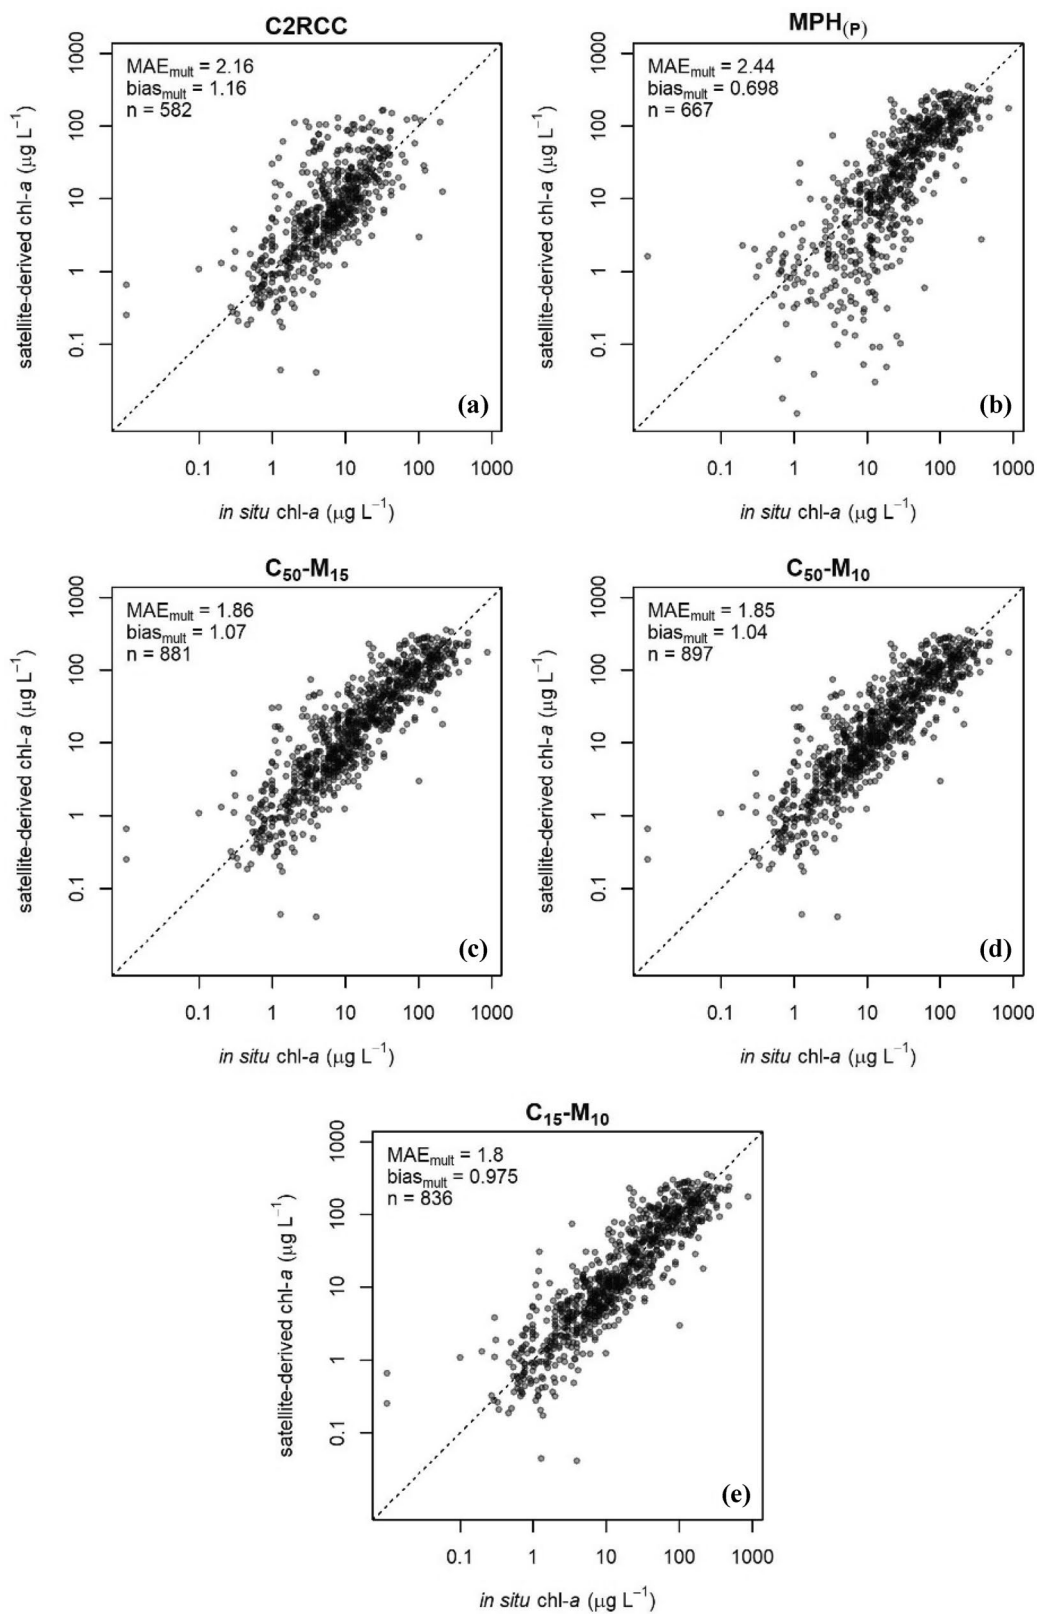 C2RCC
MAEmult = 2.16
biasmult = 1.16
n = 582
satellite-derived chl-a (μg L⁻¹)
1000
100
10
1
0.1
(a)
0.1 1 10 100 1000
in situ chl-a (μg L⁻¹)
MPH(P)
MAEmult = 2.44
biasmult = 0.698
n = 667
satellite-derived chl-a (μg L⁻¹)
1000
100
10
1
0.1
(b)
0.1 1 10 100 1000
in situ chl-a (μg L⁻¹)
C50-M15
MAEmult = 1.86
biasmult = 1.07
n = 881
satellite-derived chl-a (μg L⁻¹)
1000
100
10
1
0.1
(c)
0.1 1 10 100 1000
in situ chl-a (μg L⁻¹)
C50-M10
MAEmult = 1.85
biasmult = 1.04
n = 897
satellite-derived chl-a (μg L⁻¹)
1000
100
10
1
0.1
(d)
0.1 1 10 100 1000
in situ chl-a (μg L⁻¹)
C15-M10
MAEmult = 1.8
biasmult = 0.975
n = 836
satellite-derived chl-a (μg L⁻¹)
1000
100
10
1
0.1
(e)
0.1 1 10 100 1000
in situ chl-a (μg L⁻¹)